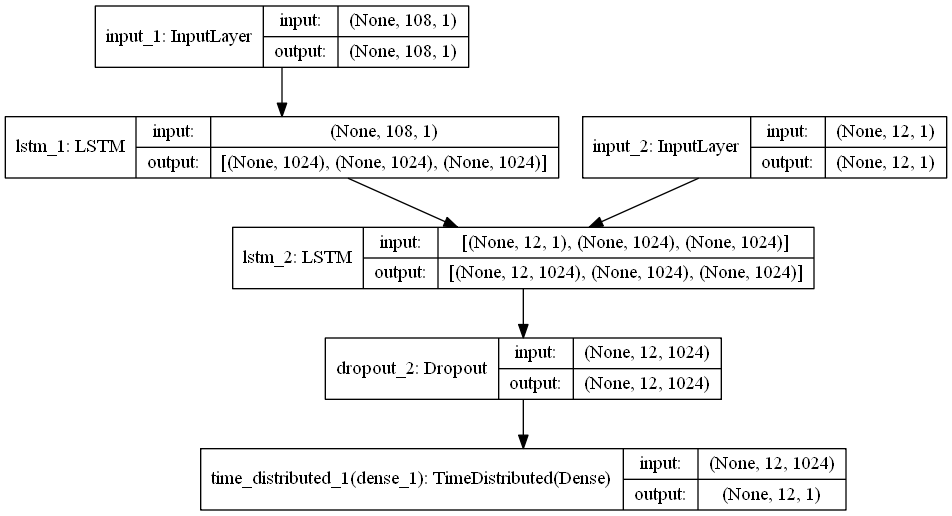 input_1: InputLayer
input: (None, 108, 1)
output: (None, 108, 1)
lstm_1: LSTM
input: (None, 108, 1)
output: [(None, 1024), (None, 1024), (None, 1024)]
input_2: InputLayer
input: (None, 12, 1)
output: (None, 12, 1)
lstm_2: LSTM
input: [(None, 12, 1), (None, 1024), (None, 1024)]
output: [(None, 12, 1024), (None, 1024), (None, 1024)]
dropout_2: Dropout
input: (None, 12, 1024)
output: (None, 12, 1024)
time_distributed_1(dense_1): TimeDistributed(Dense)
input: (None, 12, 1024)
output: (None, 12, 1)